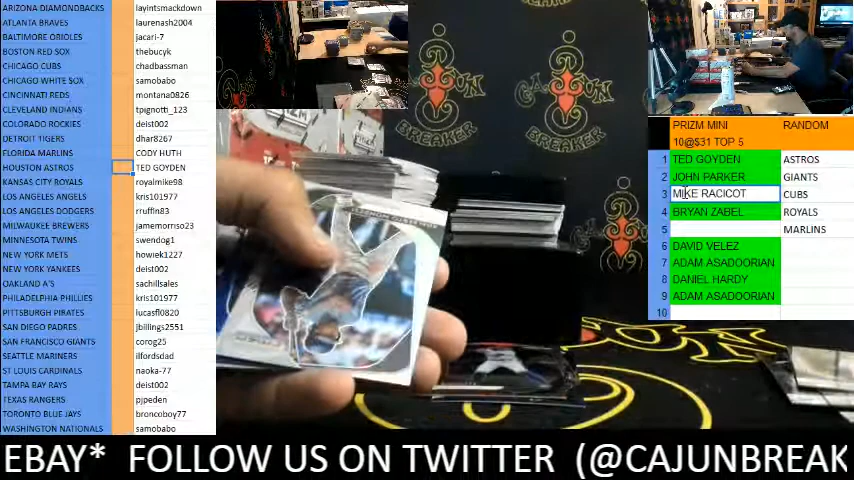 ARIZONA DIAMONDBACKS layintsmackdown
ATLANTA BRAVES laurenash2004
BALTIMORE ORIOLES jacari-7
BOSTON RED SOX thebucyk
CHICAGO CUBS chadbassman
CHICAGO WHITE SOX samobabo
CINCINNATI REDS montana0826
CLEVELAND INDIANS tpignotti_123
COLORADO ROCKIES deist002
DETROIT TIGERS dhar8267
FLORIDA MARLINS CODY HUTH
HOUSTON ASTROS TED GOYDEN
KANSAS CITY ROYALS royalmike98
LOS ANGELES ANGELS kris101977
LOS ANGELES DODGERS rruffin83
MILWAUKEE BREWERS jamemorriso23
MINNESOTA TWINS swendog1
NEW YORK METS howiek1227
NEW YORK YANKEES deist002
OAKLAND A'S sachillsales
PHILADELPHIA PHILLIES kris101977
PITTSBURGH PIRATES lucasfl0820
SAN DIEGO PADRES jbillings2551
SAN FRANCISCO GIANTS corog25
SEATTLE MARINERS ilfordsdad
ST LOUIS CARDINALS naoka-77
TAMPA BAY RAYS deist002
TEXAS RANGERS pjpeden
TORONTO BLUE JAYS broncoboy77
WASHINGTON NATIONALS samobabo
CAJUN
BREAKER
BREAKER
PRIZM MINI RANDOM
10@$31 TOP 5
1 TED GOYDEN ASTROS
2 JOHN PARKER GIANTS
3 MIKE RACICOT CUBS
4 BRYAN ZABEL ROYALS
5 MARLINS
6 DAVID VELEZ
7 ADAM ASADOORIAN
8 DANIEL HARDY
9 ADAM ASADOORIAN
10
EBAY* FOLLOW US ON TWITTER (@CAJUNBREAK